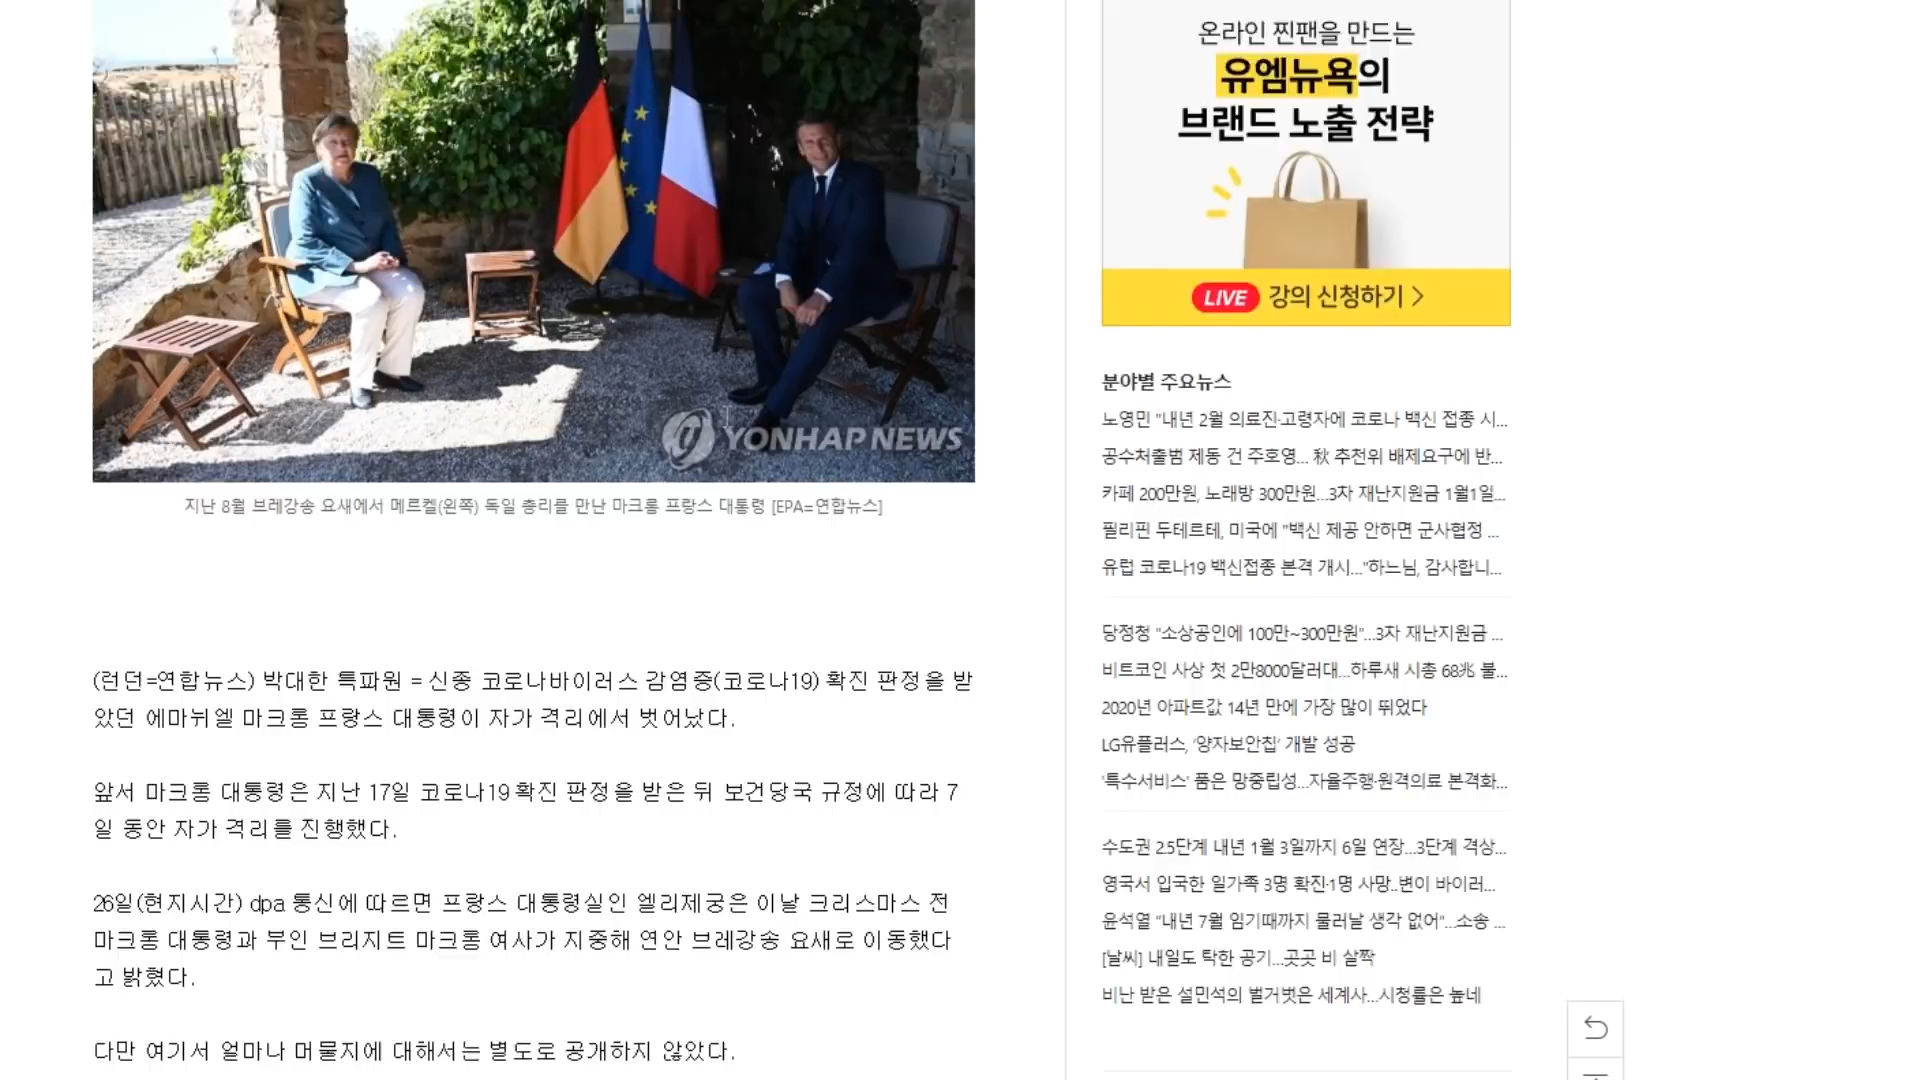 YONHAP NEWS
지난 8월 브레강송 요새에서 메르켈(왼쪽) 독일 총리를 만난 마크롱 프랑스 대통령 [EPA=연합뉴스]
(런던=연합뉴스) 박대한 특파원 = 신종 코로나바이러스 감염증(코로나19) 확진 판정을 받
았던 에마뉘엘 마크롱 프랑스 대통령이 자가 격리에서 벗어났다.
앞서 마크롱 대통령은 지난 17일 코로나19 확진 판정을 받은 뒤 보건당국 규정에 따라 7
일 동안 자가 격리를 진행했다.
26일(현지시간) dpa 통신에 따르면 프랑스 대통령실인 엘리제궁은 이날 크리스마스 전
마크롱 대통령과 부인 브리지트 마크롱 여사가 지중해 연안 브레강송 요새로 이동했다
고 밝혔다.
다만 여기서 얼마나 머물지에 대해서는 별도로 공개하지 않았다.
온라인 찐팬을 만드는
유엠뉴욕의
브랜드 노출 전략
LIVE 강의 신청하기 >
분야별 주요뉴스
노영민 "내년 2월 의료진·고령자에 코로나 백신 접종 시...
공수처출범 제동 건 주호영... 秋 추천위 배제요구에 반...
카페 200만원, 노래방 300만원...3차 재난지원금 1월1일...
필리핀 두테르테, 미국에 "백신 제공 안하면 군사협정 ...
유럽 코로나19 백신접종 본격 개시..."하느님, 감사합니...
당정청 "소상공인에 100만~300만원"...3차 재난지원금 ...
비트코인 사상 첫 2만8000달러대...하루새 시총 68兆 불...
2020년 아파트값 14년 만에 가장 많이 뛰었다
LG유플러스, '양자보안칩' 개발 성공
'특수서비스' 품은 망중립성...자율주행·원격의료 본격화...
수도권 2.5단계 내년 1월 3일까지 6일 연장...3단계 격상...
영국서 입국한 일가족 3명 확진·1명 사망..변이 바이러...
윤석열 "내년 7월 임기때까지 물러날 생각 없어"...소송 ...
[날씨] 내일도 탁한 공기...곳곳 비 살짝
비난 받은 설민석의 벌거벗은 세계사...시청률은 높네